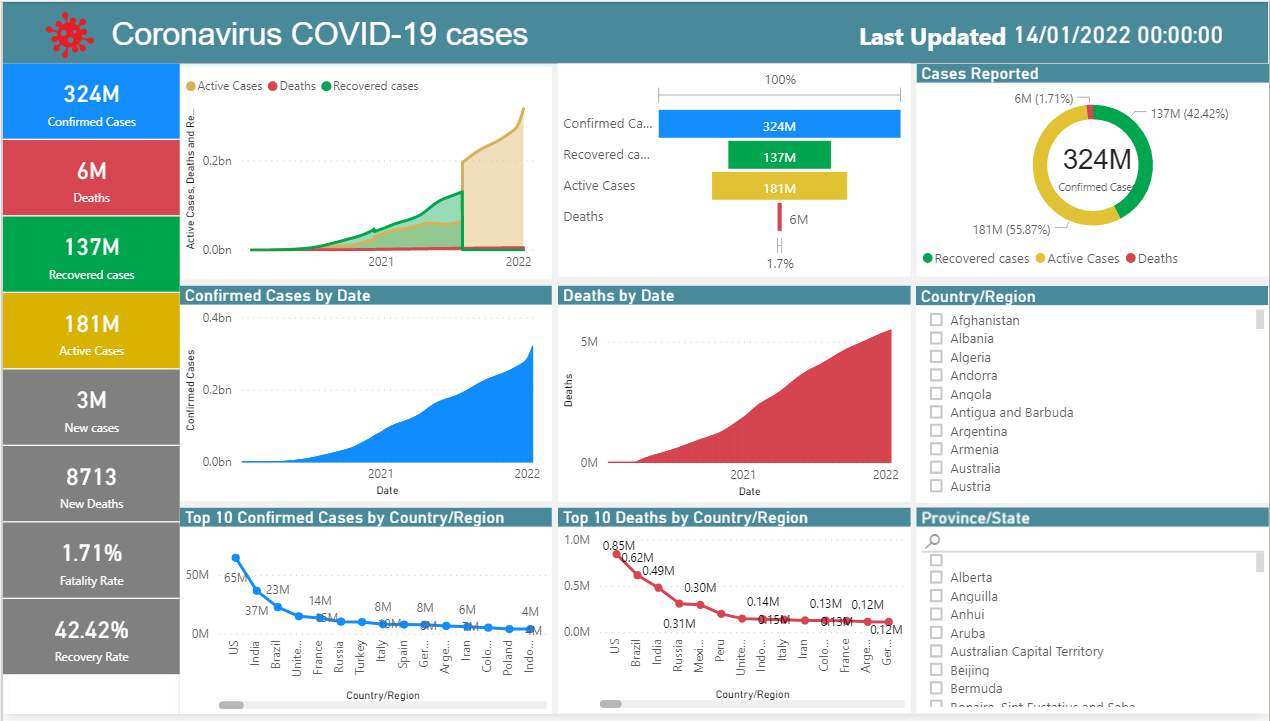 Coronavirus COVID-19 cases
Last Updated 14/01/2022 00:00:00
324M
Confirmed Cases
6M
Deaths
137M
Recovered cases
181M
Active Cases
3M
New cases
8713
New Deaths
1.71%
Fatality Rate
42.42%
Recovery Rate
Active Cases Deaths Recovered cases
Active Cases, Deaths and Re...
0.2bn
0.0bn
2021
2022
100%
Confirmed Ca...
324M
Recovered ca...
137M
Active Cases
181M
Deaths
6M
1.7%
Cases Reported
6M (1.71%)
137M (42.42%)
324M
Confirmed Cases
181M (55.87%)
Recovered cases Active Cases Deaths
Confirmed Cases by Date
Confirmed Cases
0.4bn
0.2bn
0.0bn
2021
2022
Date
Deaths by Date
Deaths
5M
0M
2021
2022
Date
Country/Region
Afghanistan
Albania
Algeria
Andorra
Angola
Antigua and Barbuda
Argentina
Armenia
Australia
Austria
Top 10 Confirmed Cases by Country/Region
50M
0M
65M
37M
23M
14M
8M
8M
6M
4M
4M
US
India
Brazil
Unite...
France
Russia
Turkey
Italy
Spain
Ger...
Arge...
Iran
Colo...
Poland
Indo...
Country/Region
Top 10 Deaths by Country/Region
1.0M
0.5M
0.0M
0.85M
0.62M
0.49M
0.31M
0.30M
0.14M
0.15M
0.13M
0.13M
0.12M
0.12M
US
Brazil
India
Russia
Mexi...
Peru
Unite...
Indo...
Italy
Iran
Colo...
France
Arge...
Ger...
Country/Region
Province/State
Alberta
Anguilla
Anhui
Aruba
Australian Capital Territory
Beijing
Bermuda
Bonaire, Sint Eustatius and Saba